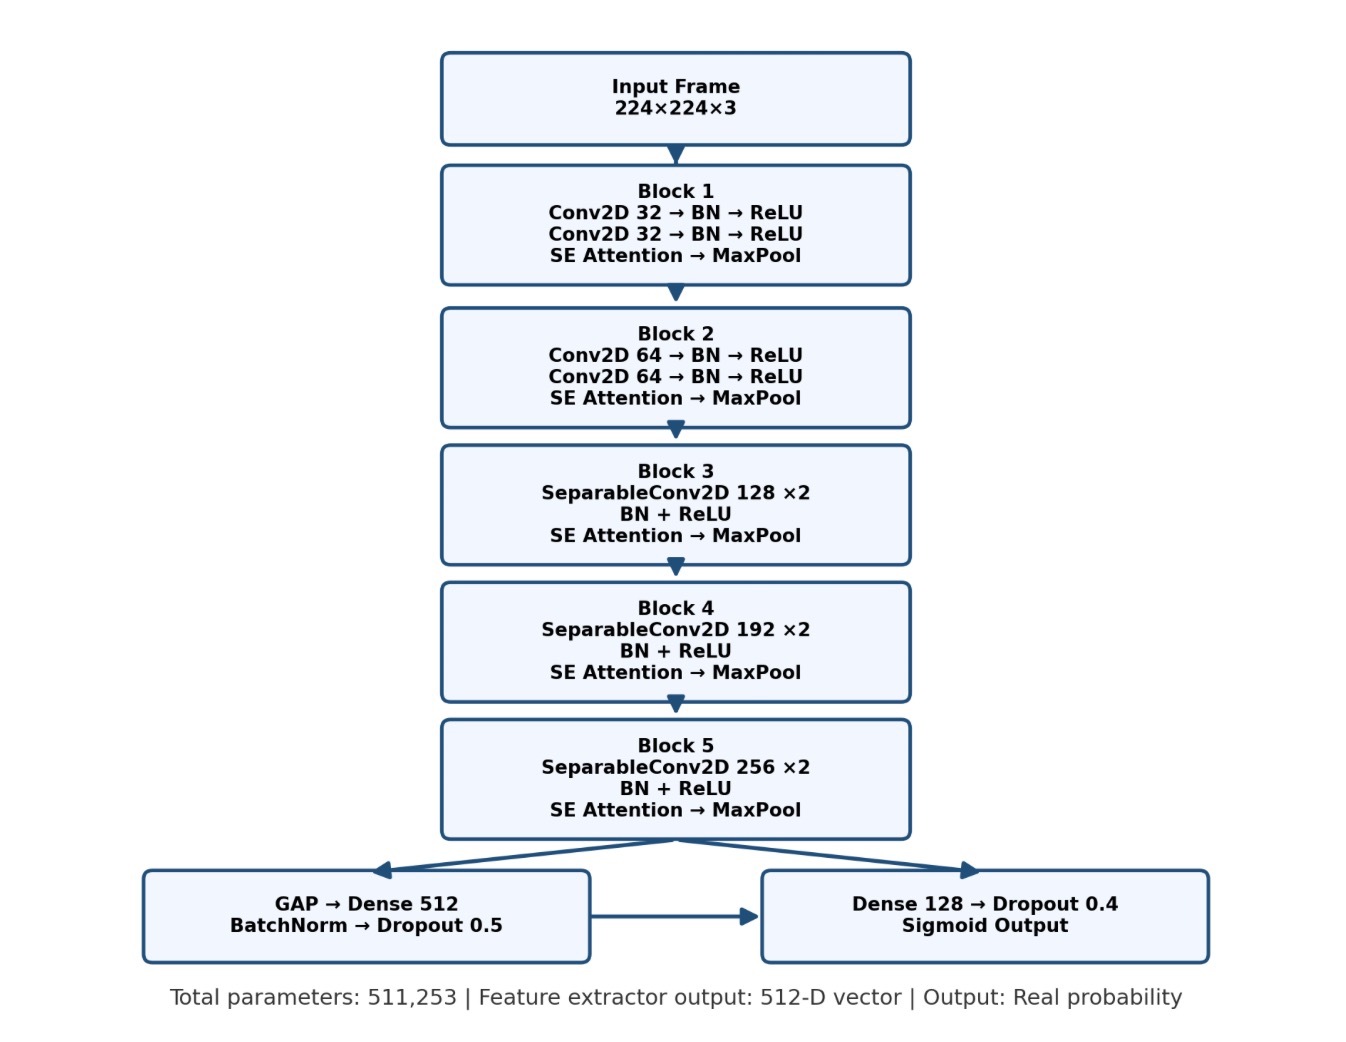 Input Frame
224×224×3
Block 1
Conv2D 32 → BN → ReLU
Conv2D 32 → BN → ReLU
SE Attention → MaxPool
Block 2
Conv2D 64 → BN → ReLU
Conv2D 64 → BN → ReLU
SE Attention → MaxPool
Block 3
SeparableConv2D 128 ×2
BN + ReLU
SE Attention → MaxPool
Block 4
SeparableConv2D 192 ×2
BN + ReLU
SE Attention → MaxPool
Block 5
SeparableConv2D 256 ×2
BN + ReLU
SE Attention → MaxPool
GAP → Dense 512
BatchNorm → Dropout 0.5
Dense 128 → Dropout 0.4
Sigmoid Output
Total parameters: 511,253 | Feature extractor output: 512-D vector | Output: Real probability